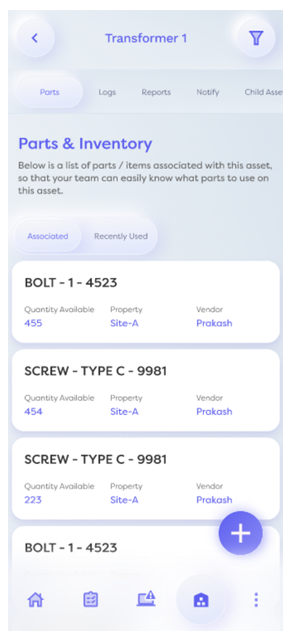 Transformer 1
Parts Logs Reports Notify Child Asse
Parts & Inventory
Below is a list of parts / items associated with this asset,
so that your team can easily know what parts to use on
this asset.
Associated Recently Used
BOLT - 1 - 4523
Quantity Available Property Vendor
455 Site-A Prakash
SCREW - TYPE C - 9981
Quantity Available Property Vendor
454 Site-A Prakash
SCREW - TYPE C - 9981
Quantity Available Property Vendor
223 Site-A Prakash
BOLT - 1 - 4523